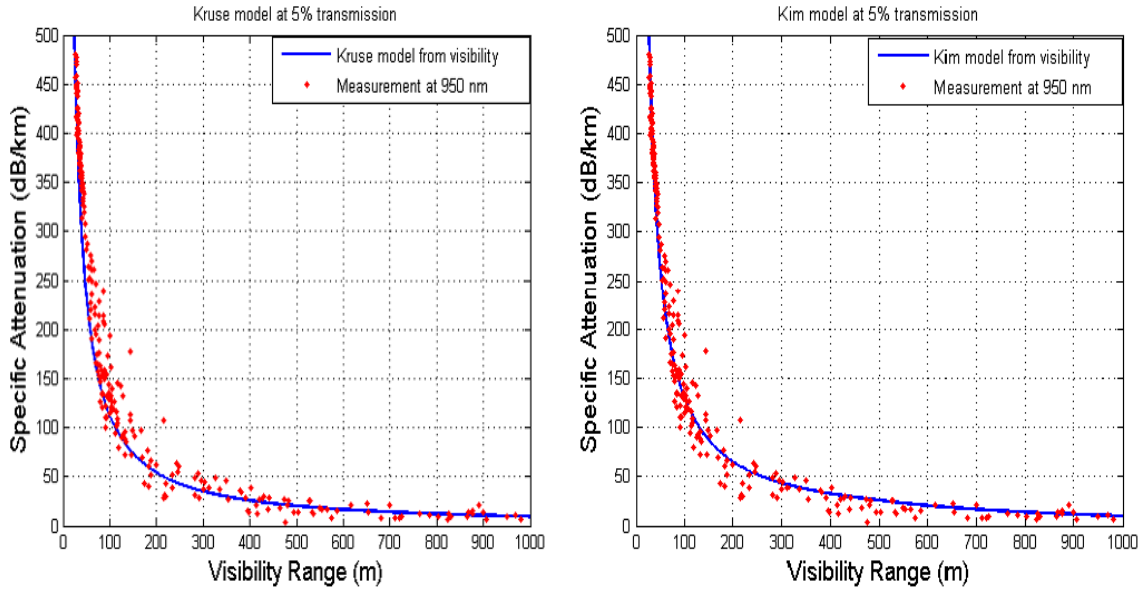 Kruse model at 5% transmission
500
450
400
350
300
250
200
150
100
50
0
Specific Attenuation (dB/km)
Kruse model from visibility
Measurement at 950 nm
0 100 200 300 400 500 600 700 800 900 1000
Visibility Range (m)
Kim model at 5% transmission
500
450
400
350
300
250
200
150
100
50
0
Specific Attenuation (dB/km)
Kim model from visibility
Measurement at 950 nm
0 100 200 300 400 500 600 700 800 900 1000
Visibility Range (m)